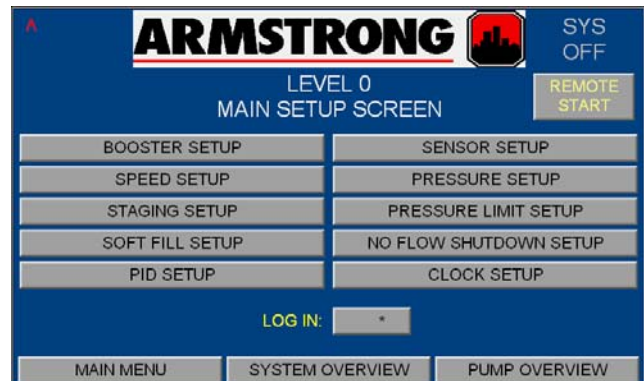 A
ARMSTRONG
SYS
OFF
LEVEL 0
MAIN SETUP SCREEN
REMOTE
START
BOOSTER SETUP
SENSOR SETUP
SPEED SETUP
PRESSURE SETUP
STAGING SETUP
PRESSURE LIMIT SETUP
SOFT FILL SETUP
NO FLOW SHUTDOWN SETUP
PID SETUP
CLOCK SETUP
LOG IN: *
MAIN MENU
SYSTEM OVERVIEW
PUMP OVERVIEW